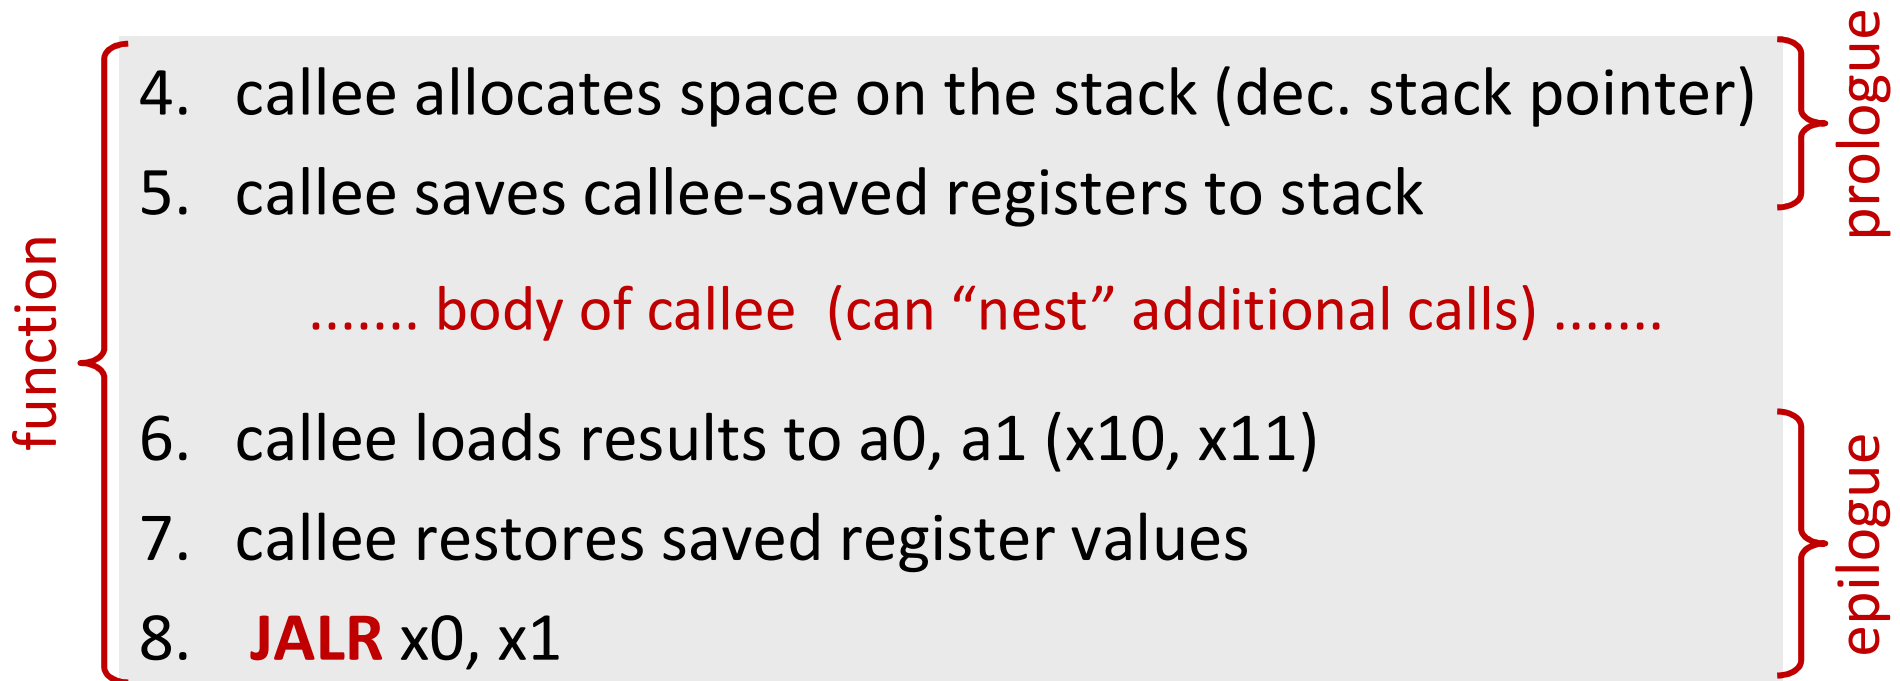 function
4. callee allocates space on the stack (dec. stack pointer)
5. callee saves callee-saved registers to stack
prologue
....... body of callee (can “nest” additional calls) .......
6. callee loads results to a0, a1 (x10, x11)
7. callee restores saved register values
8. JALR x0, x1
epilogue